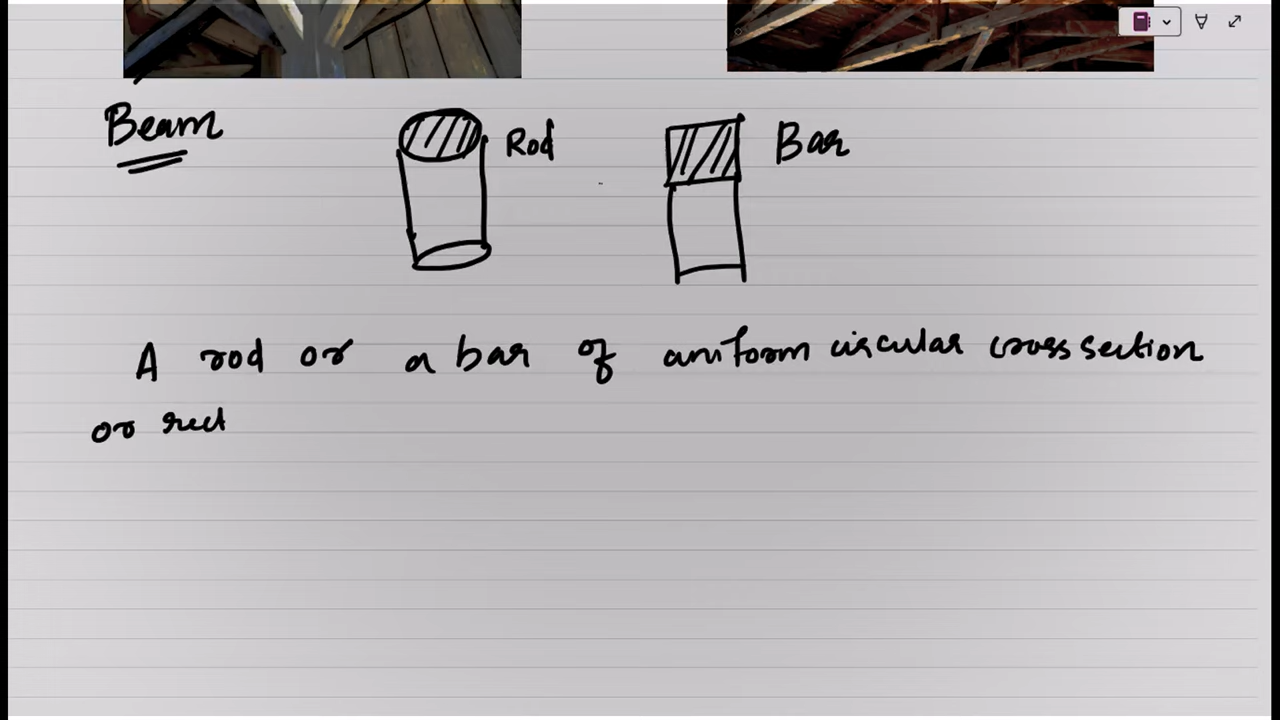 Beam
Rod
Bar
A rod or a bar of uniform circular cross section
or rect